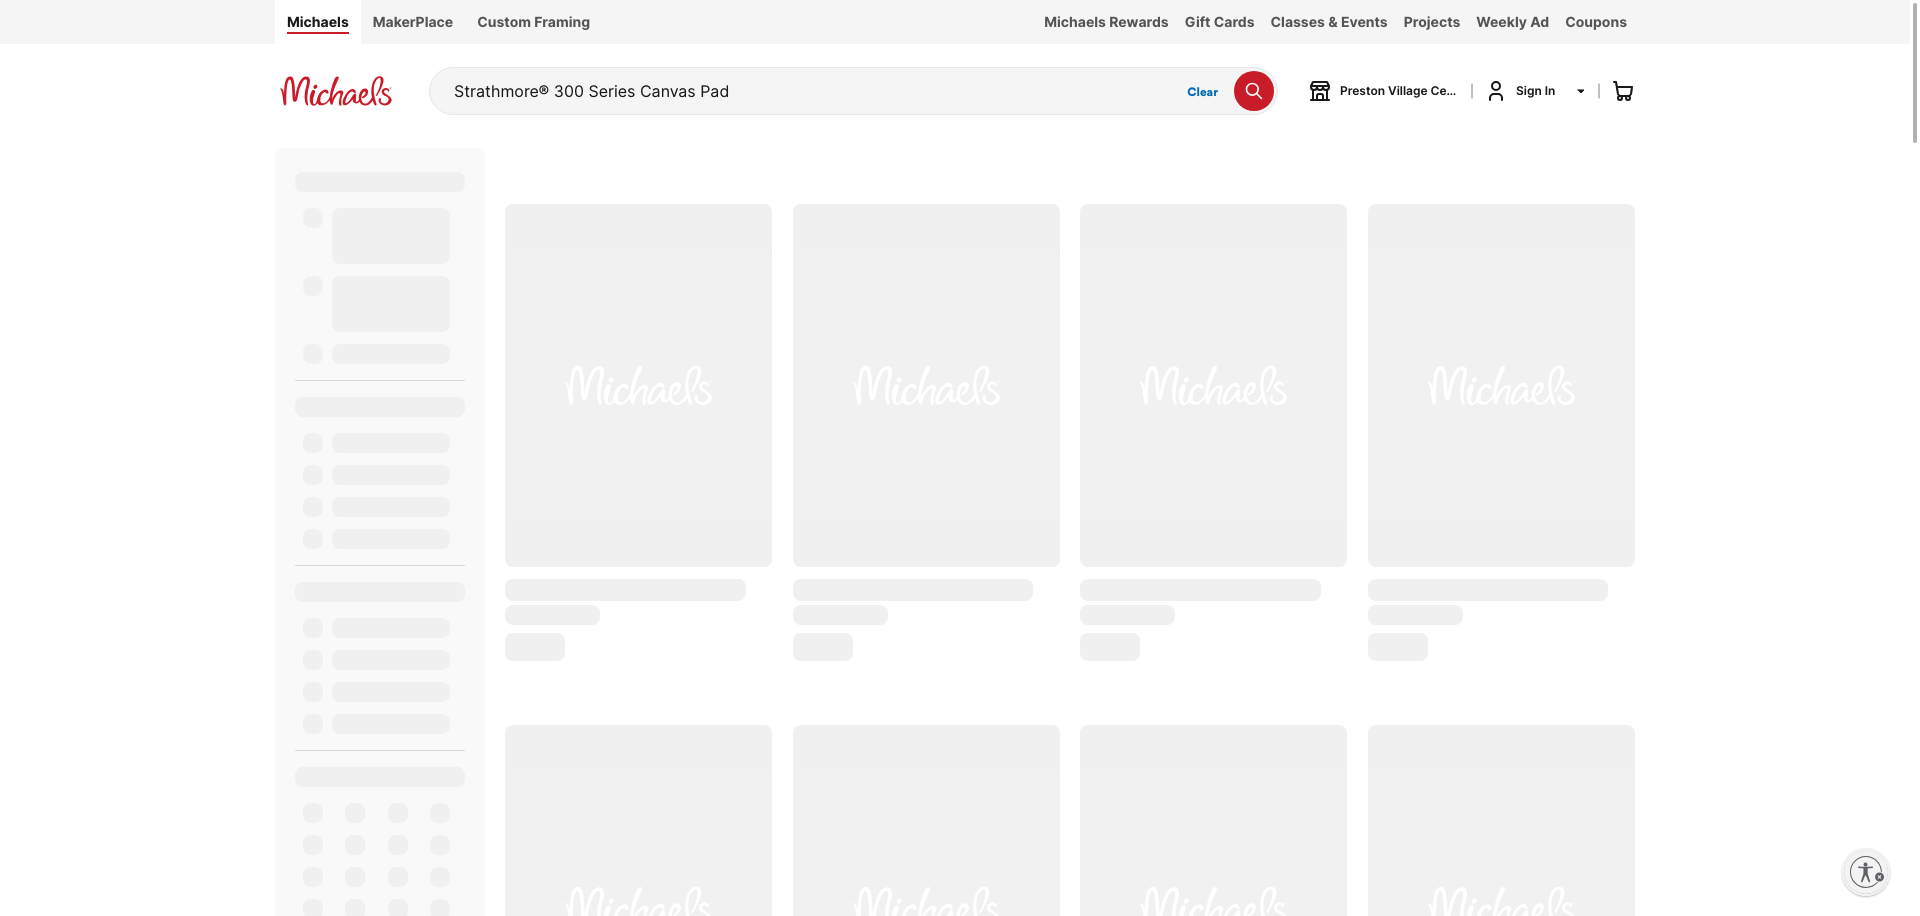 Michaels MakerPlace Custom Framing Michaels Rewards Gift Cards Classes & Events Projects Weekly Ad Coupons
Michaels Strathmore® 300 Series Canvas Pad Clear Preston Village Ce... Sign In
Michaels Michaels Michaels Michaels
Michaels Michaels Michaels Michaels